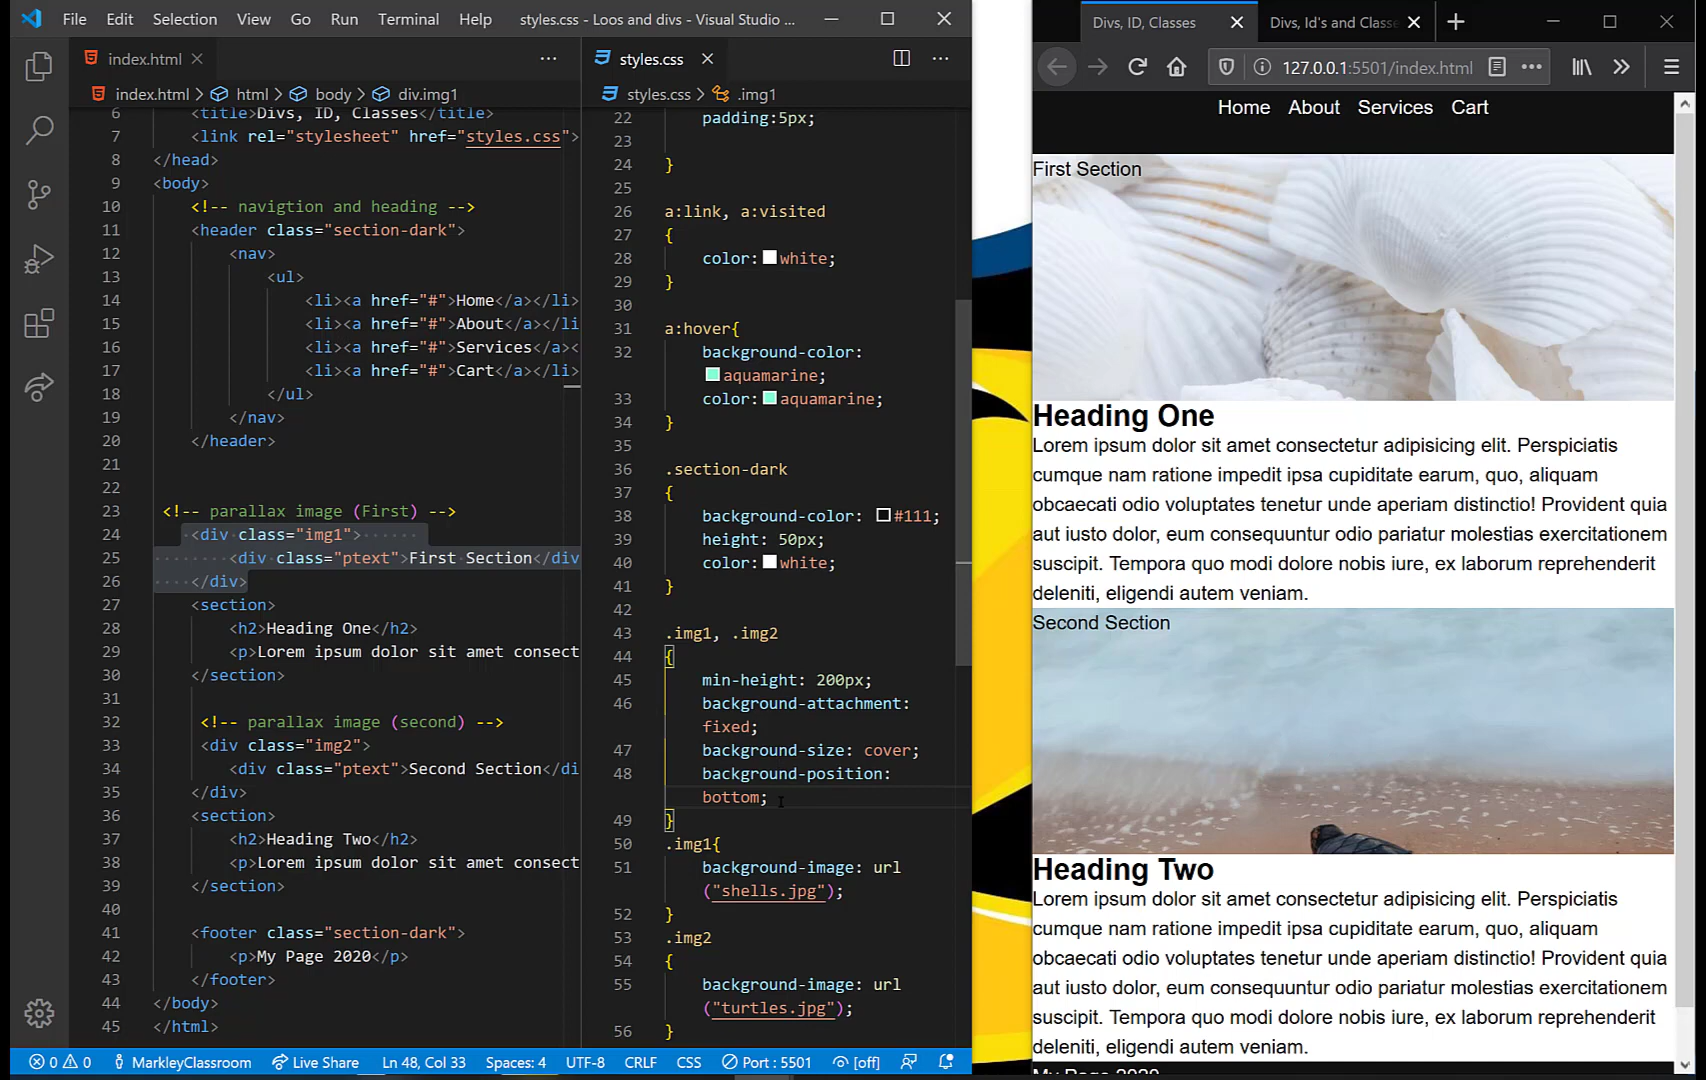 File Edit Selection View Go Run Terminal Help styles.css - Loos and divs - Visual Studio ...
index.html
index.html > html > body > div.img1
6 <title>Divs, ID, Classes</title>
7 <link rel="stylesheet" href="styles.css">
8 </head>
9 <body>
10 <!-- navigtion and heading -->
11 <header class="section-dark">
12 <nav>
13 <ul>
14 <li><a href="#">Home</a></li>
15 <li><a href="#">About</a></li
16 <li><a href="#">Services</a><
17 <li><a href="#">Cart</a></li>
18 </ul>
19 </nav>
20 </header>
21
22
23 <!-- parallax image (First) -->
24 <div class="img1">
25 <div class="ptext">First Section</div
26 </div>
27 <section>
28 <h2>Heading One</h2>
29 <p>Lorem ipsum dolor sit amet consect
30 </section>
31
32 <!-- parallax image (second) -->
33 <div class="img2">
34 <div class="ptext">Second Section</di
35 </div>
36 <section>
37 <h2>Heading Two</h2>
38 <p>Lorem ipsum dolor sit amet consect
39 </section>
40
41 <footer class="section-dark">
42 <p>My Page 2020</p>
43 </footer>
44 </body>
45 </html>
styles.css
styles.css > .img1
22 padding:5px;
23
24 }
25
26 a:link, a:visited
27 {
28 color: white;
29 }
30
31 a:hover{
32 background-color:
aquamarine;
33 color: aquamarine;
34 }
35
36 .section-dark
37 {
38 background-color: #111;
39 height: 50px;
40 color: white;
41 }
42
43 .img1, .img2
44 {
45 min-height: 200px;
46 background-attachment:
fixed;
47 background-size: cover;
48 background-position:
bottom;
49 }
50 .img1{
51 background-image: url
("shells.jpg");
52 }
53 .img2
54 {
55 background-image: url
("turtles.jpg");
56 }
0 0 MarkleyClassroom Live Share Ln 48, Col 33 Spaces: 4 UTF-8 CRLF CSS Port : 5501 [off]
Divs, ID, Classes
Divs, Id's and Classe
127.0.0.1:5501/index.html
Home About Services Cart
First Section
Heading One
Lorem ipsum dolor sit amet consectetur adipisicing elit. Perspiciatis
cumque nam ratione impedit ipsa cupiditate earum, quo, aliquam
obcaecati odio voluptates tenetur unde aperiam distinctio! Provident quia
aut iusto dolor, eum consequuntur odio pariatur molestias exercitationem
suscipit. Tempora quo modi dolore nobis iure, ex laborum reprehenderit
deleniti, eligendi autem veniam.
Second Section
Heading Two
Lorem ipsum dolor sit amet consectetur adipisicing elit. Perspiciatis
cumque nam ratione impedit ipsa cupiditate earum, quo, aliquam
obcaecati odio voluptates tenetur unde aperiam distinctio! Provident quia
aut iusto dolor, eum consequuntur odio pariatur molestias exercitationem
suscipit. Tempora quo modi dolore nobis iure, ex laborum reprehenderit
deleniti, eligendi autem veniam.
My Page 2020